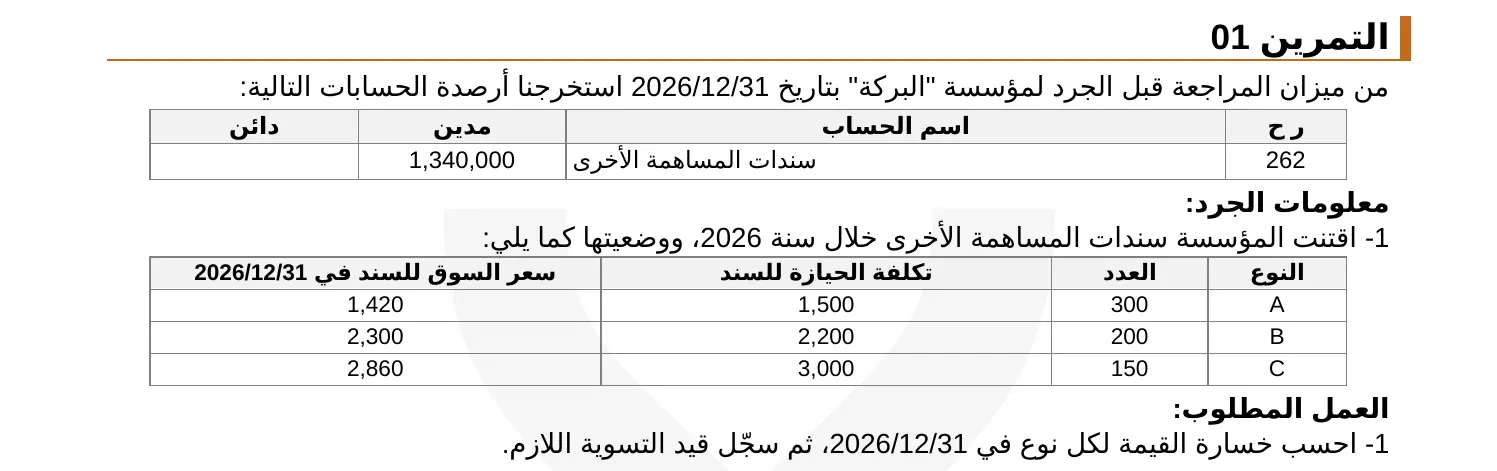 التمرين 01
من ميزان المراجعة قبل الجرد لمؤسسة "البركة" بتاريخ 2026/12/31 استخرجنا أرصدة الحسابات التالية:
ر ح اسم الحساب مدين دائن
262 سندات المساهمة الأخرى 1,340,000
معلومات الجرد:
1- اقتنت المؤسسة سندات المساهمة الأخرى خلال سنة 2026، ووضعيتها كما يلي:
النوع العدد تكلفة الحيازة للسند سعر السوق للسند في 2026/12/31
A 300 1,500 1,420
B 200 2,200 2,300
C 150 3,000 2,860
العمل المطلوب:
1- احسب خسارة القيمة لكل نوع في 2026/12/31، ثم سجّل قيد التسوية اللازم.